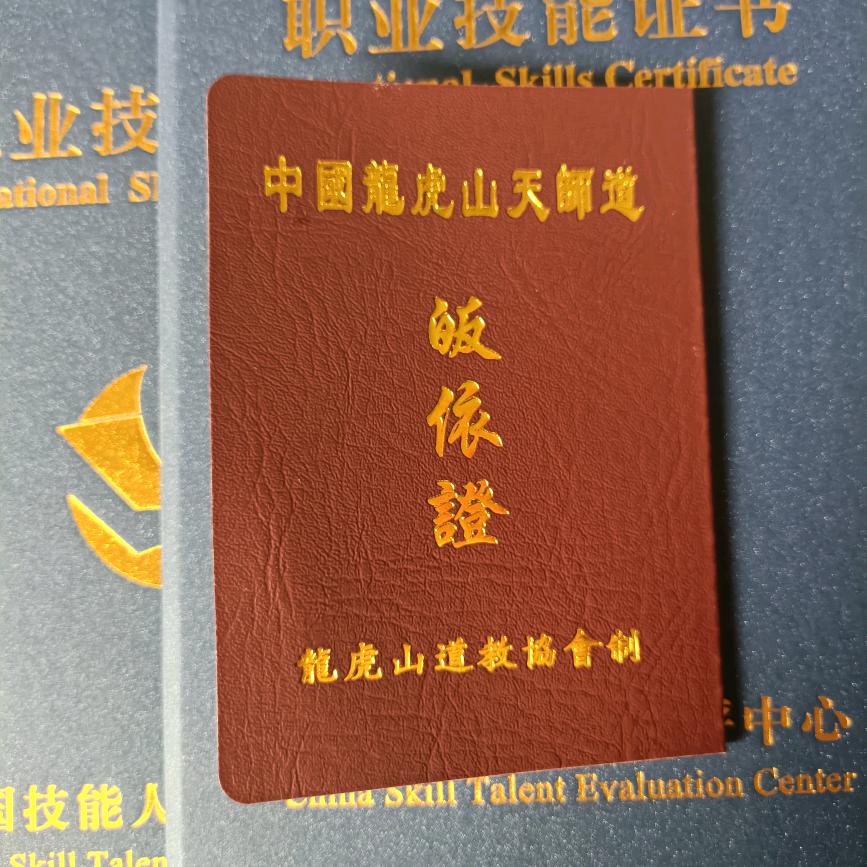 职业技能证书
Skills Certificate
业技
ational
中國龍虎山天師道
皈
依
證
龍虎山道教協會制
中心
China Skill Talent Evaluation Center
国技能人
Skill Talen